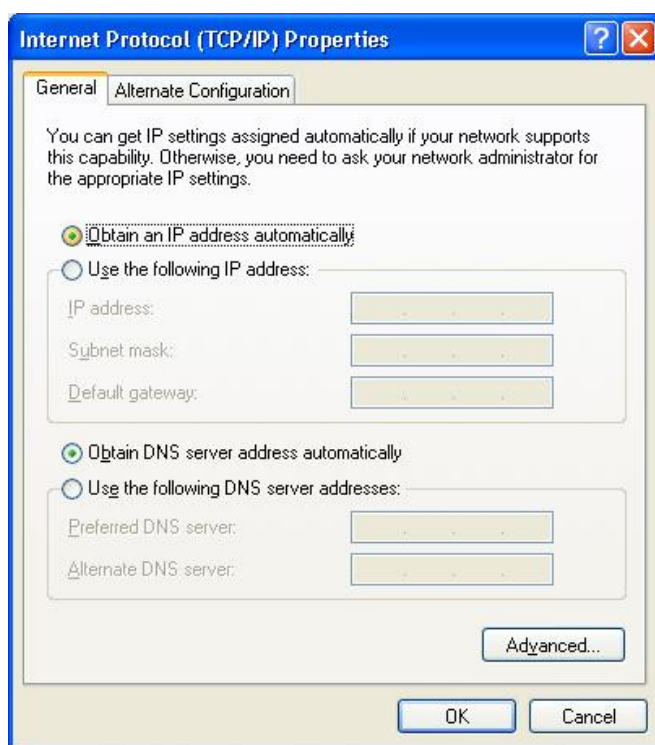 Internet Protocol (TCP/IP) Properties
General
Alternate Configuration
You can get IP settings assigned automatically if your network supports
this capability. Otherwise, you need to ask your network administrator for
the appropriate IP settings.
Obtain an IP address automatically
Use the following IP address:
IP address:
Subnet mask:
Default gateway:
Obtain DNS server address automatically
Use the following DNS server addresses:
Preferred DNS server:
Alternate DNS server:
Advanced...
OK
Cancel